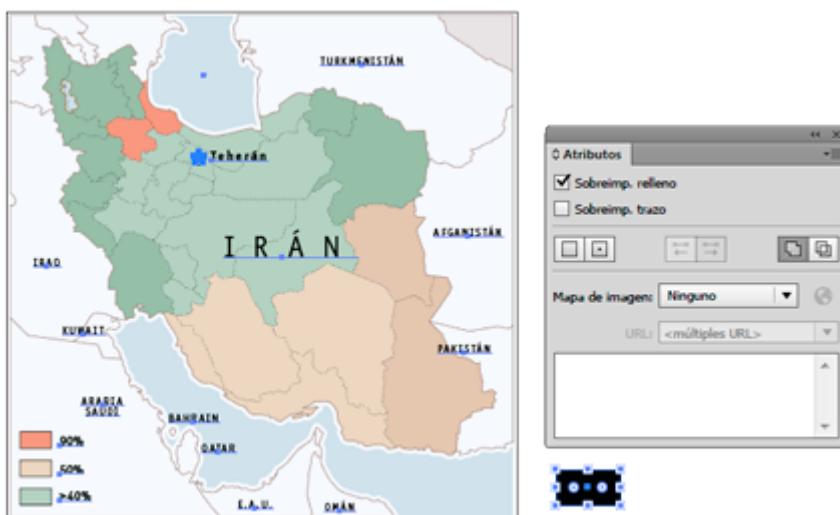 TURKMENISTÁN
Teherán
IRÁN
AFGANISTÁN
IRAQ
KUWAIT
PAKISTÁN
ARABIA
SAUDÍ
BAHRAIN
QATAR
90%
50%
>40%
E.A.U.
OMÁN
Atributos
Sobreimp. relleno
Sobreimp. trazo
Mapa de imagen: Ninguno
URL: <múltiples URL>